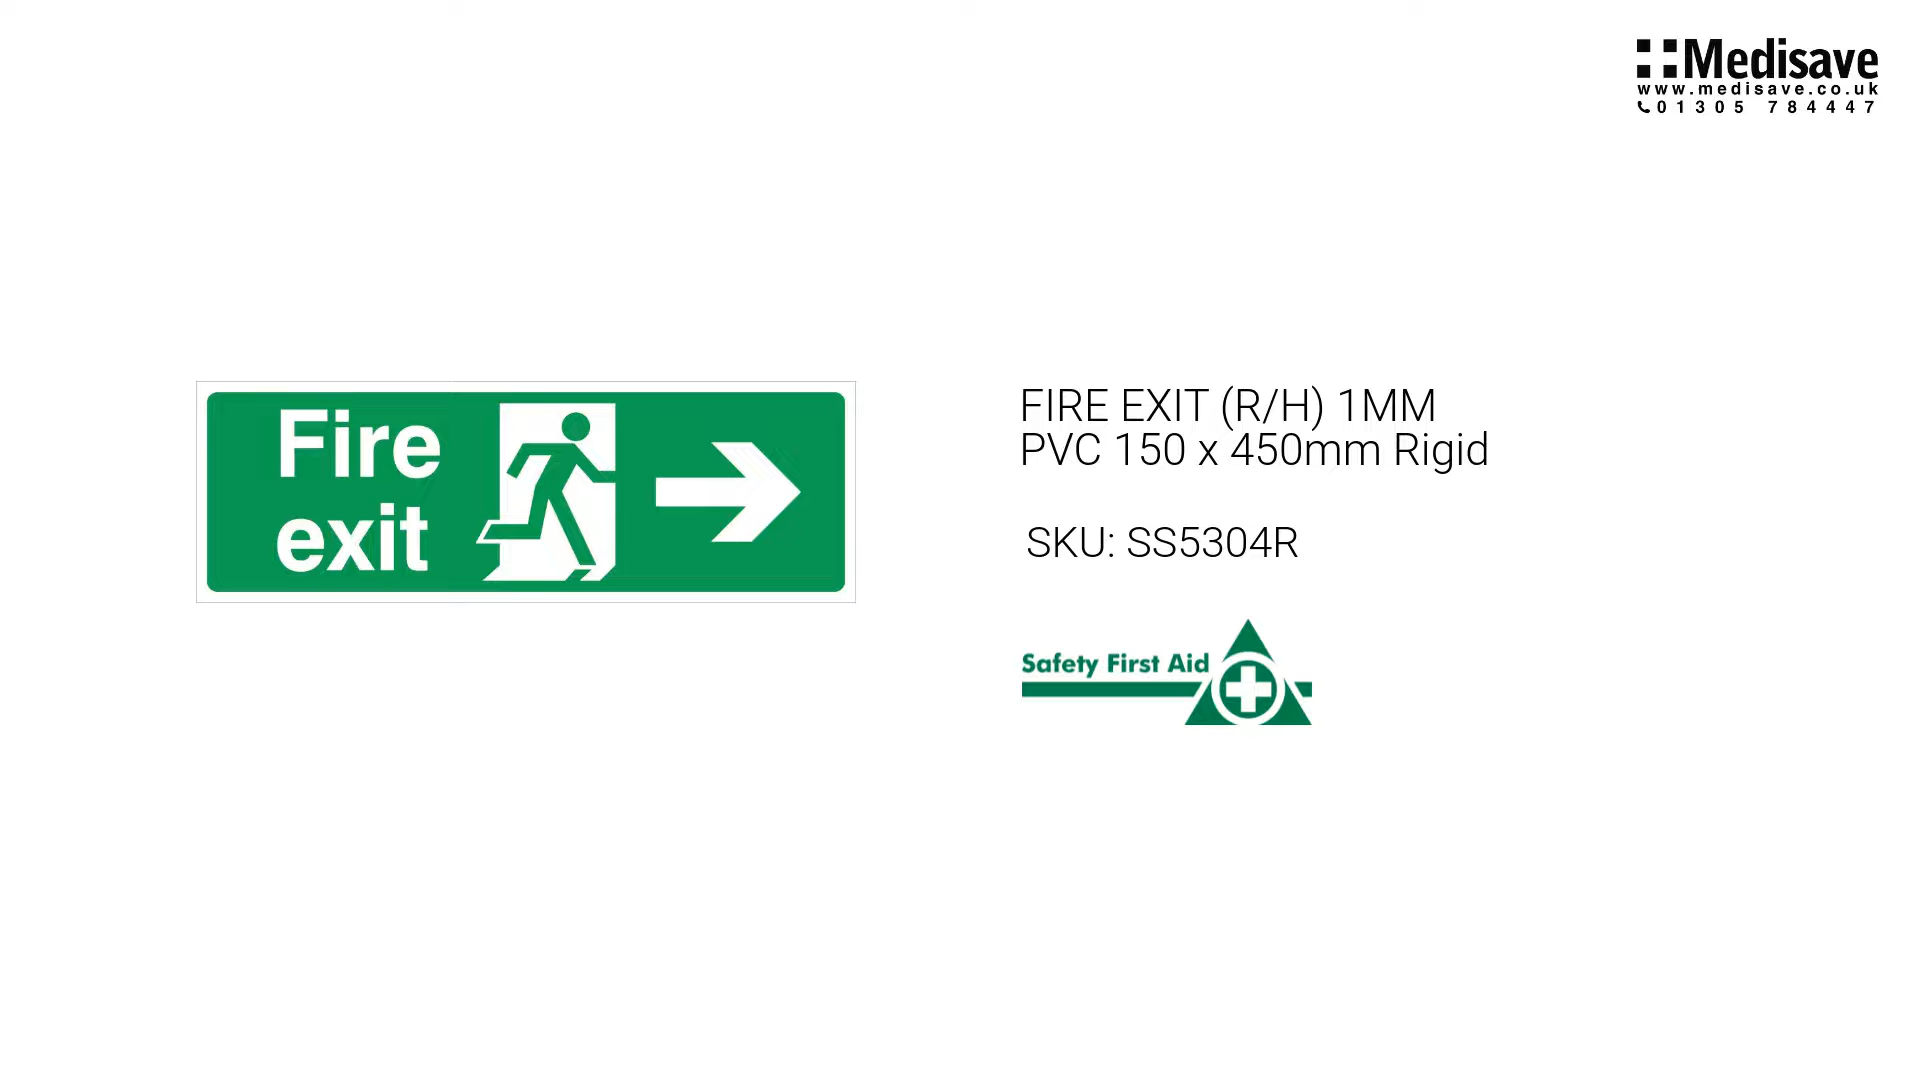 Medisave
www.medisave.co.uk
01305 784447
Fire
exit
FIRE EXIT (R/H) 1MM
PVC 150 x 450mm Rigid
SKU: SS5304R
Safety First Aid